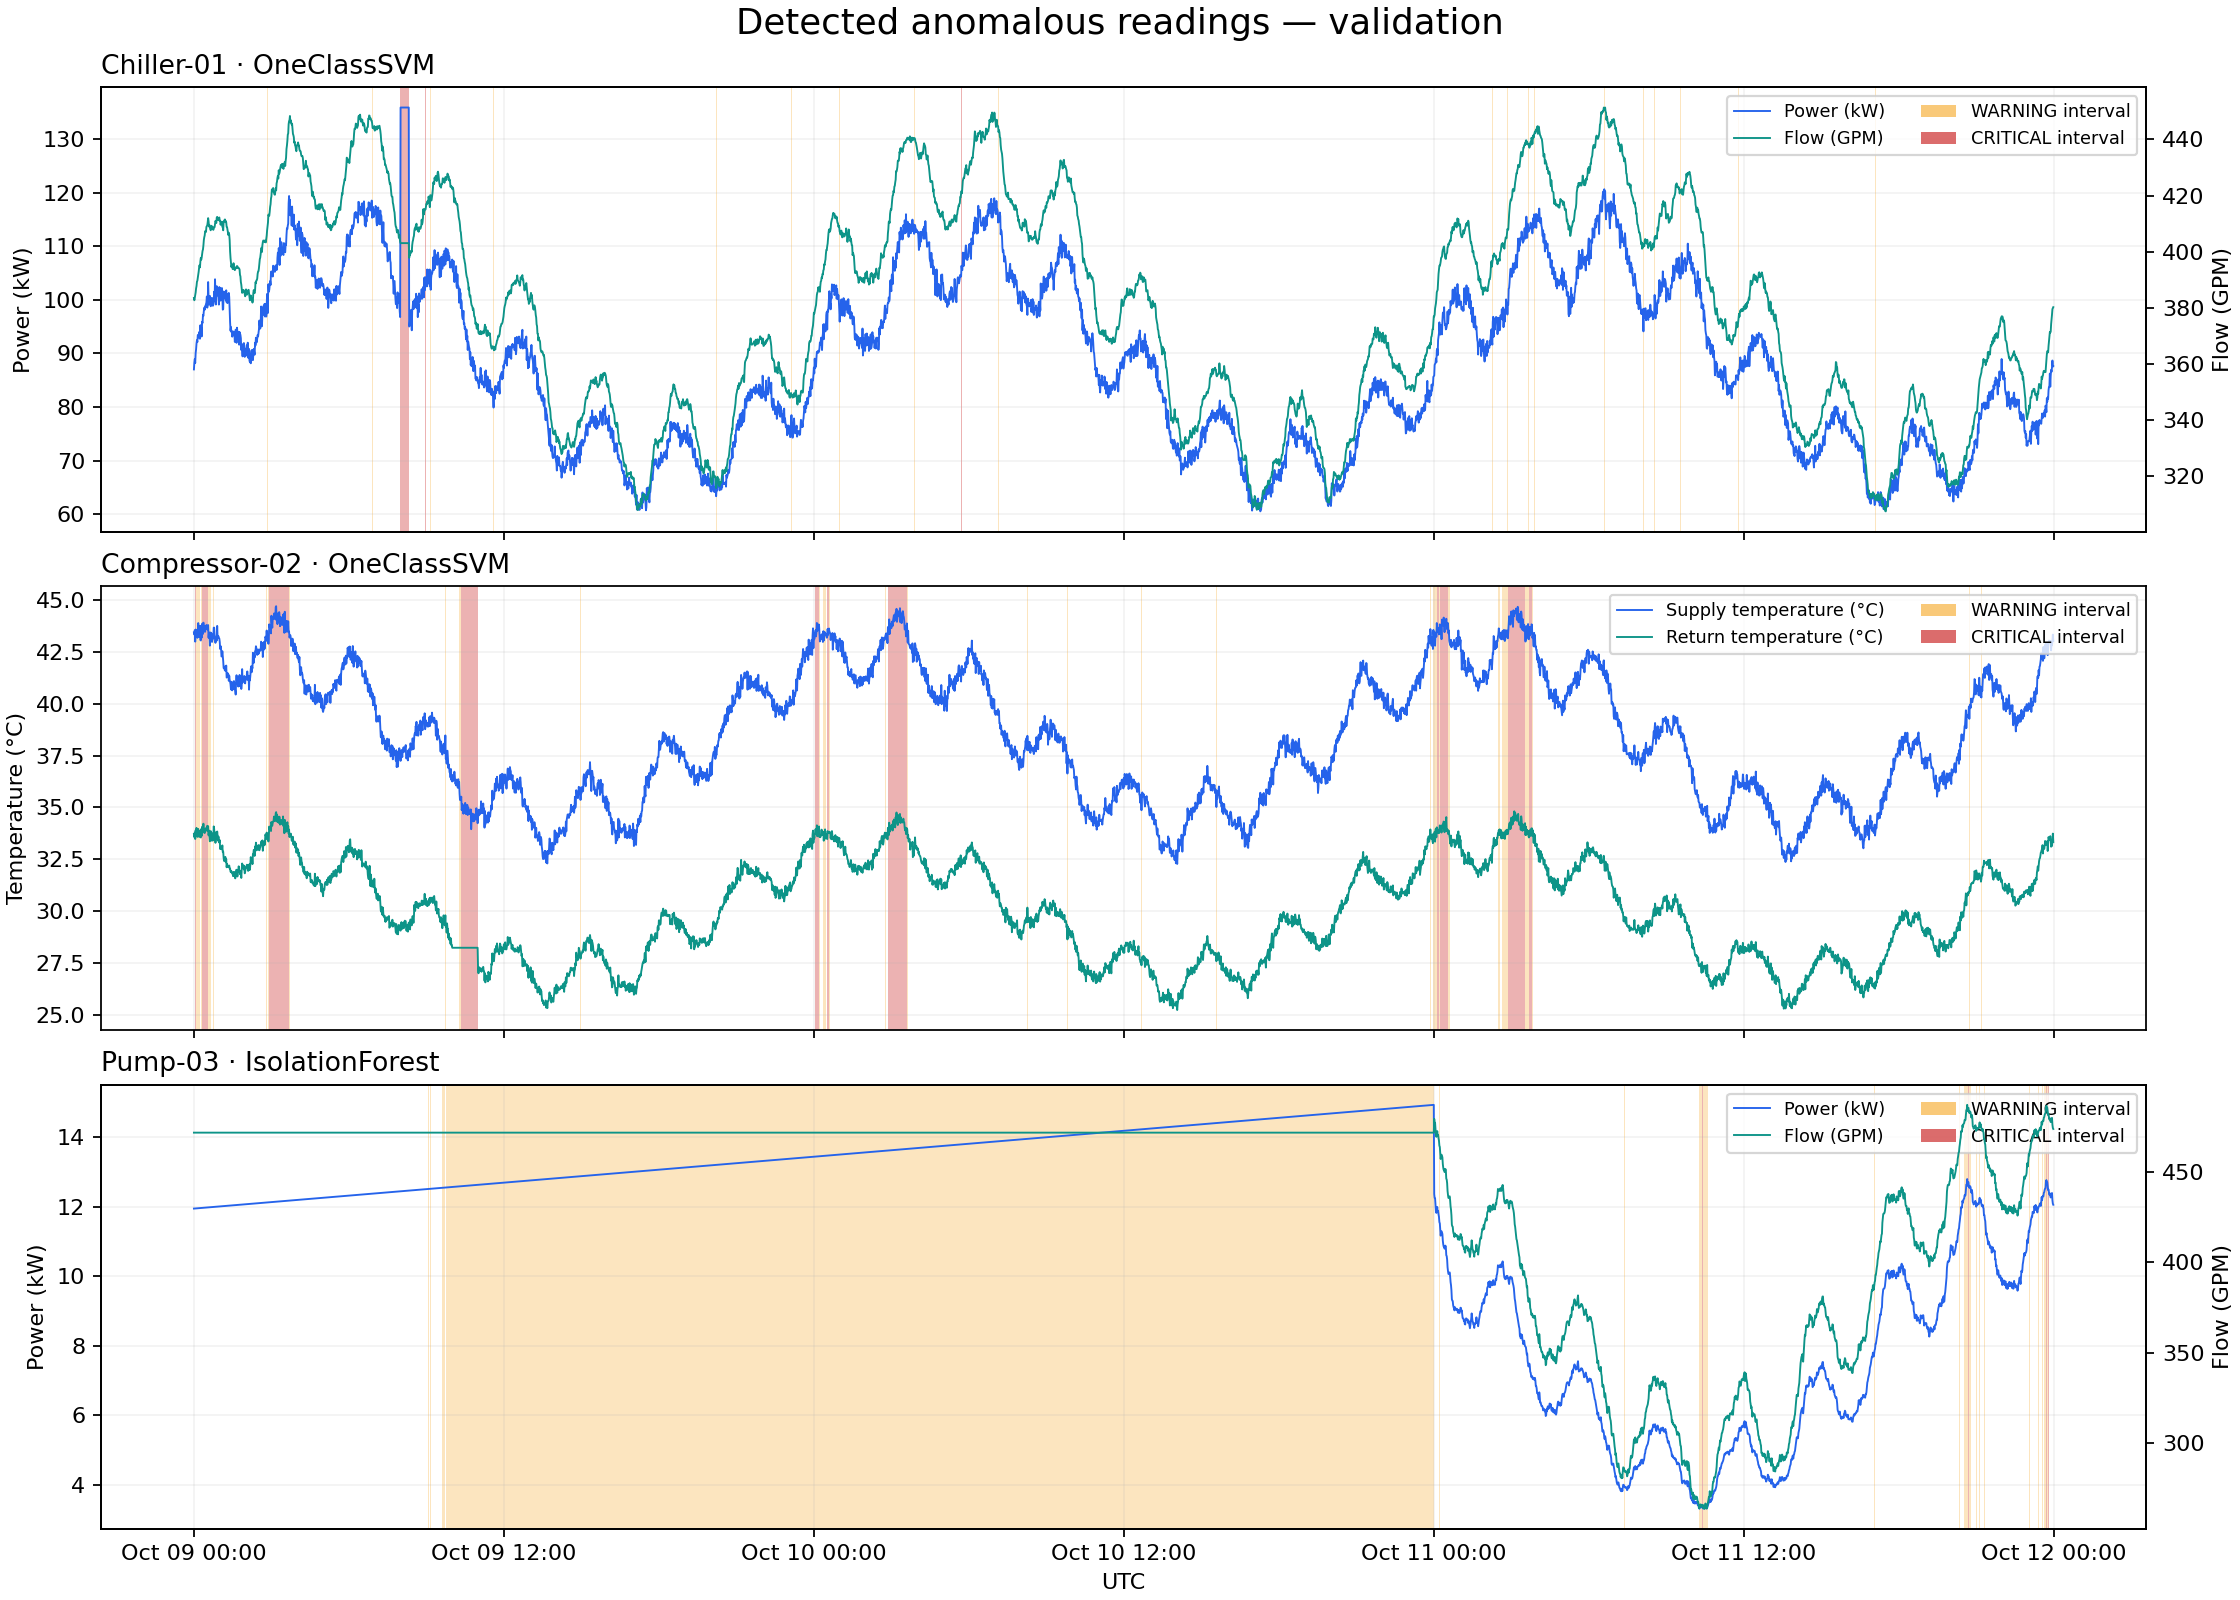 Detected anomalous readings — validation
Chiller-01 · OneClassSVM
Power (kW)
Flow (GPM)
WARNING interval
CRITICAL interval
130
120
110
100
90
80
70
60
Power (kW)
440
420
400
380
360
340
320
Flow (GPM)
Compressor-02 · OneClassSVM
Supply temperature (°C)
Return temperature (°C)
WARNING interval
CRITICAL interval
45.0
42.5
40.0
37.5
35.0
32.5
30.0
27.5
25.0
Temperature (°C)
Pump-03 · IsolationForest
Power (kW)
Flow (GPM)
WARNING interval
CRITICAL interval
14
12
10
8
6
4
Power (kW)
450
400
350
300
Flow (GPM)
Oct 09 00:00
Oct 09 12:00
Oct 10 00:00
Oct 10 12:00
Oct 11 00:00
Oct 11 12:00
Oct 12 00:00
UTC